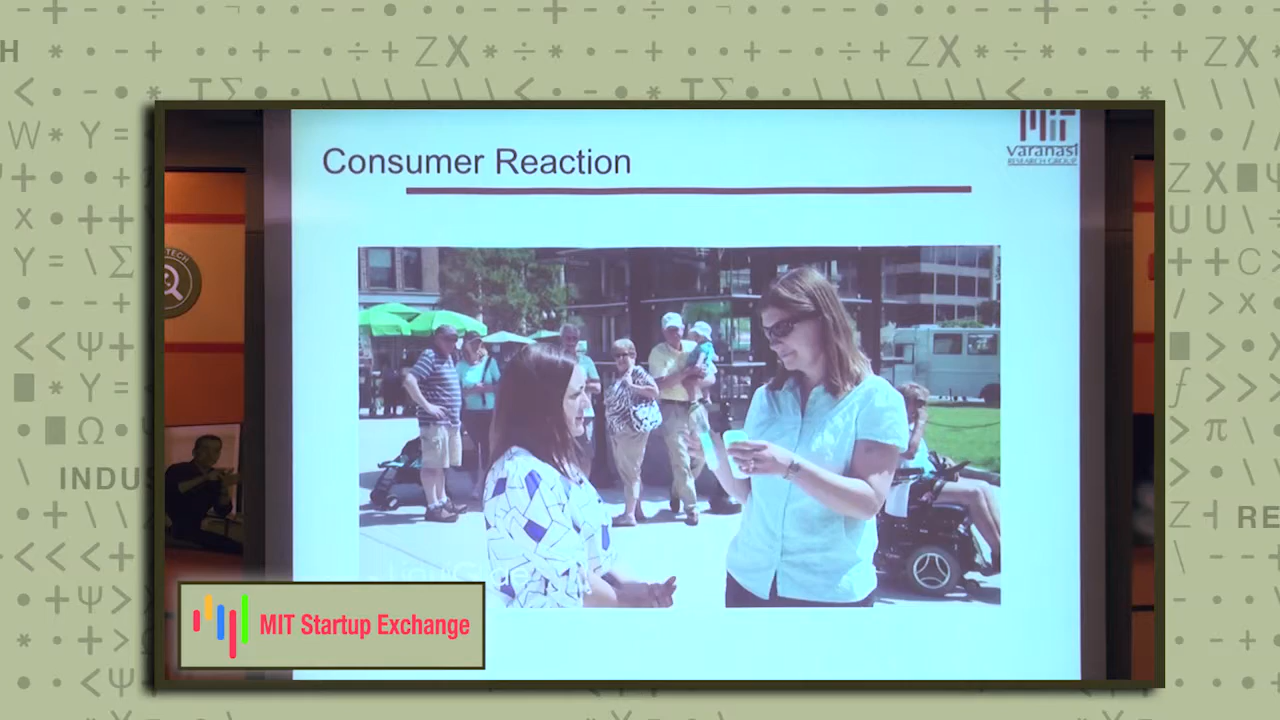 Consumer Reaction
MIT
varanasi
RESEARCH GROUP
MIT Startup Exchange
INDUS
RE
H